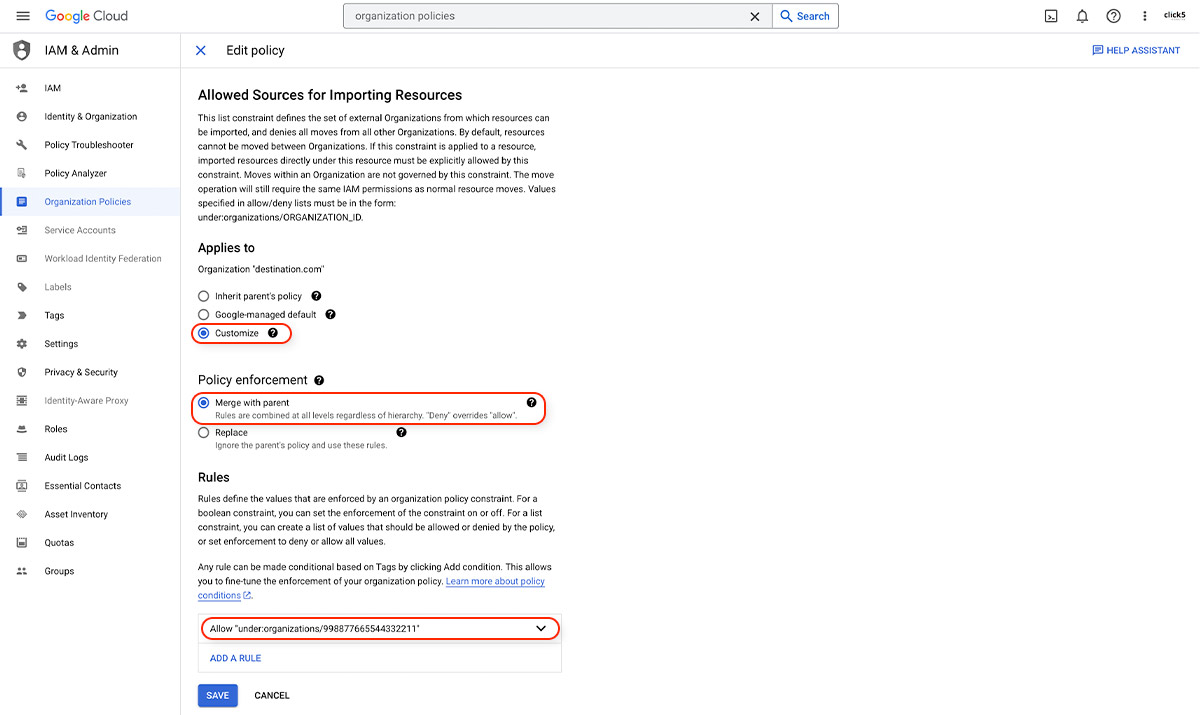 Google Cloud
organization policies
Search
click5
IAM & Admin
Edit policy
HELP ASSISTANT
IAM
Identity & Organization
Policy Troubleshooter
Policy Analyzer
Organization Policies
Service Accounts
Workload Identity Federation
Labels
Tags
Settings
Privacy & Security
Identity-Aware Proxy
Roles
Audit Logs
Essential Contacts
Asset Inventory
Quotas
Groups
Allowed Sources for Importing Resources
This list constraint defines the set of external Organizations from which resources can
be imported, and denies all moves from all other Organizations. By default, resources
cannot be moved between Organizations. If this constraint is applied to a resource,
imported resources directly under this resource must be explicitly allowed by this
constraint. Moves within an Organization are not governed by this constraint. The move
operation will still require the same IAM permissions as normal resource moves. Values
specified in allow/deny lists must be in the form:
under:organizations/ORGANIZATION_ID.
Applies to
Organization "destination.com"
Inherit parent's policy
Google-managed default
Customize
Policy enforcement
Merge with parent
Rules are combined at all levels regardless of hierarchy. "Deny" overrides "allow".
Replace
Ignore the parent's policy and use these rules.
Rules
Rules define the values that are enforced by an organization policy constraint. For a
boolean constraint, you can set the enforcement of the constraint on or off. For a list
constraint, you can create a list of values that should be allowed or denied by the policy,
or set enforcement to deny or allow all values.
Any rule can be made conditional based on Tags by clicking Add condition. This allows
you to fine-tune the enforcement of your organization policy. Learn more about policy
conditions.
Allow "under:organizations/998877665544332211"
ADD A RULE
SAVE
CANCEL